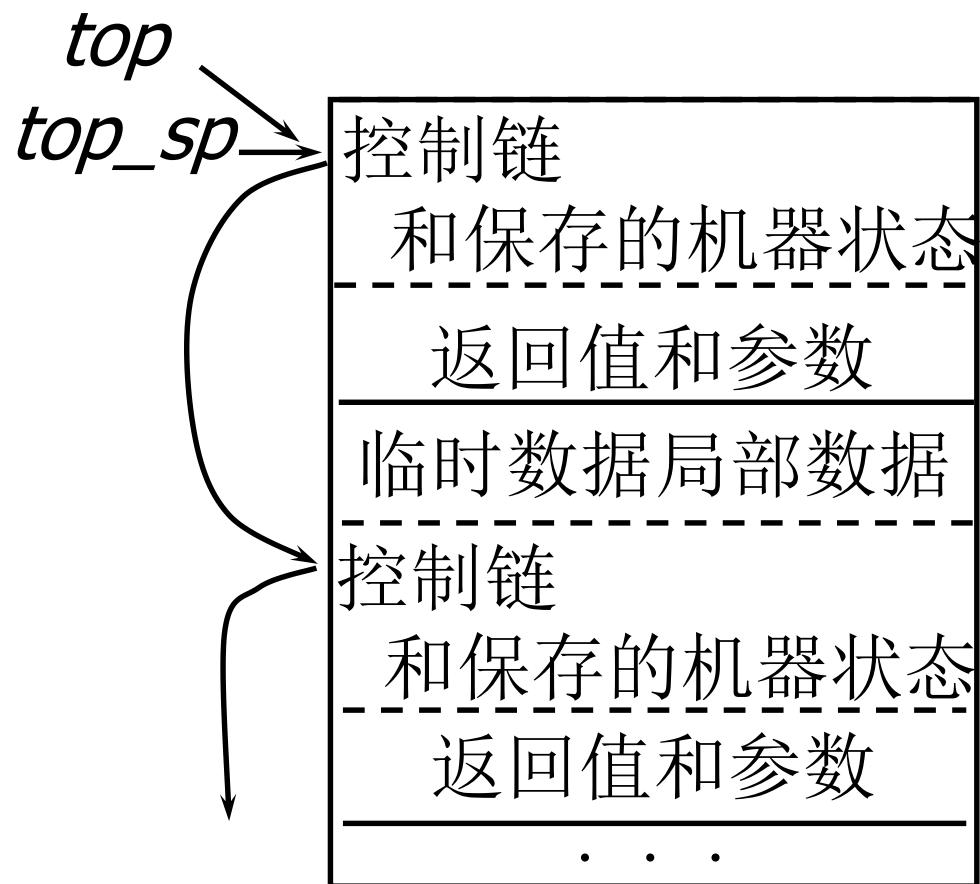 top
top_sp
控制链
和保存的机器状态
返回值和参数
临时数据局部数据
控制链
和保存的机器状态
返回值和参数
. . .